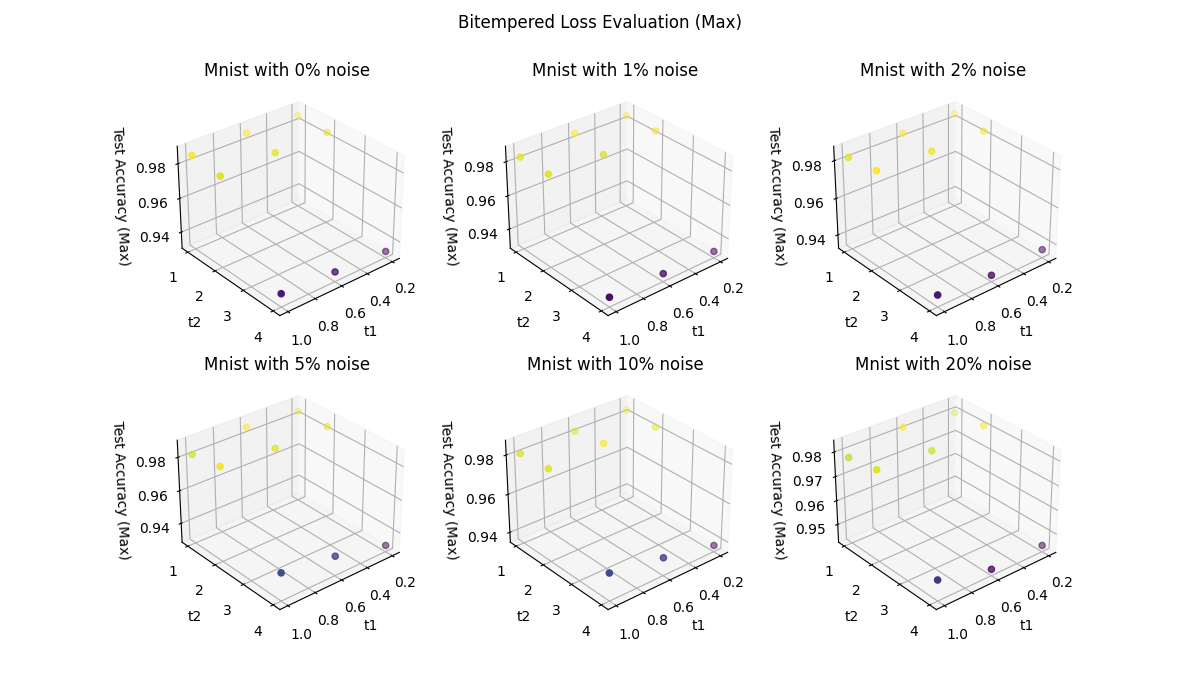 Bitempered Loss Evaluation (Max)
Mnist with 0% noise
Test Accuracy (Max)
0.98
0.96
0.94
1
2
3
4
t2
1.0
0.8
0.6
0.4
0.2
t1
Mnist with 1% noise
Test Accuracy (Max)
0.98
0.96
0.94
1
2
3
4
t2
1.0
0.8
0.6
0.4
0.2
t1
Mnist with 2% noise
Test Accuracy (Max)
0.98
0.96
0.94
1
2
3
4
t2
1.0
0.8
0.6
0.4
0.2
t1
Mnist with 5% noise
Test Accuracy (Max)
0.98
0.96
0.94
1
2
3
4
t2
1.0
0.8
0.6
0.4
0.2
t1
Mnist with 10% noise
Test Accuracy (Max)
0.98
0.96
0.94
1
2
3
4
t2
1.0
0.8
0.6
0.4
0.2
t1
Mnist with 20% noise
Test Accuracy (Max)
0.98
0.97
0.96
0.95
1
2
3
4
t2
1.0
0.8
0.6
0.4
0.2
t1